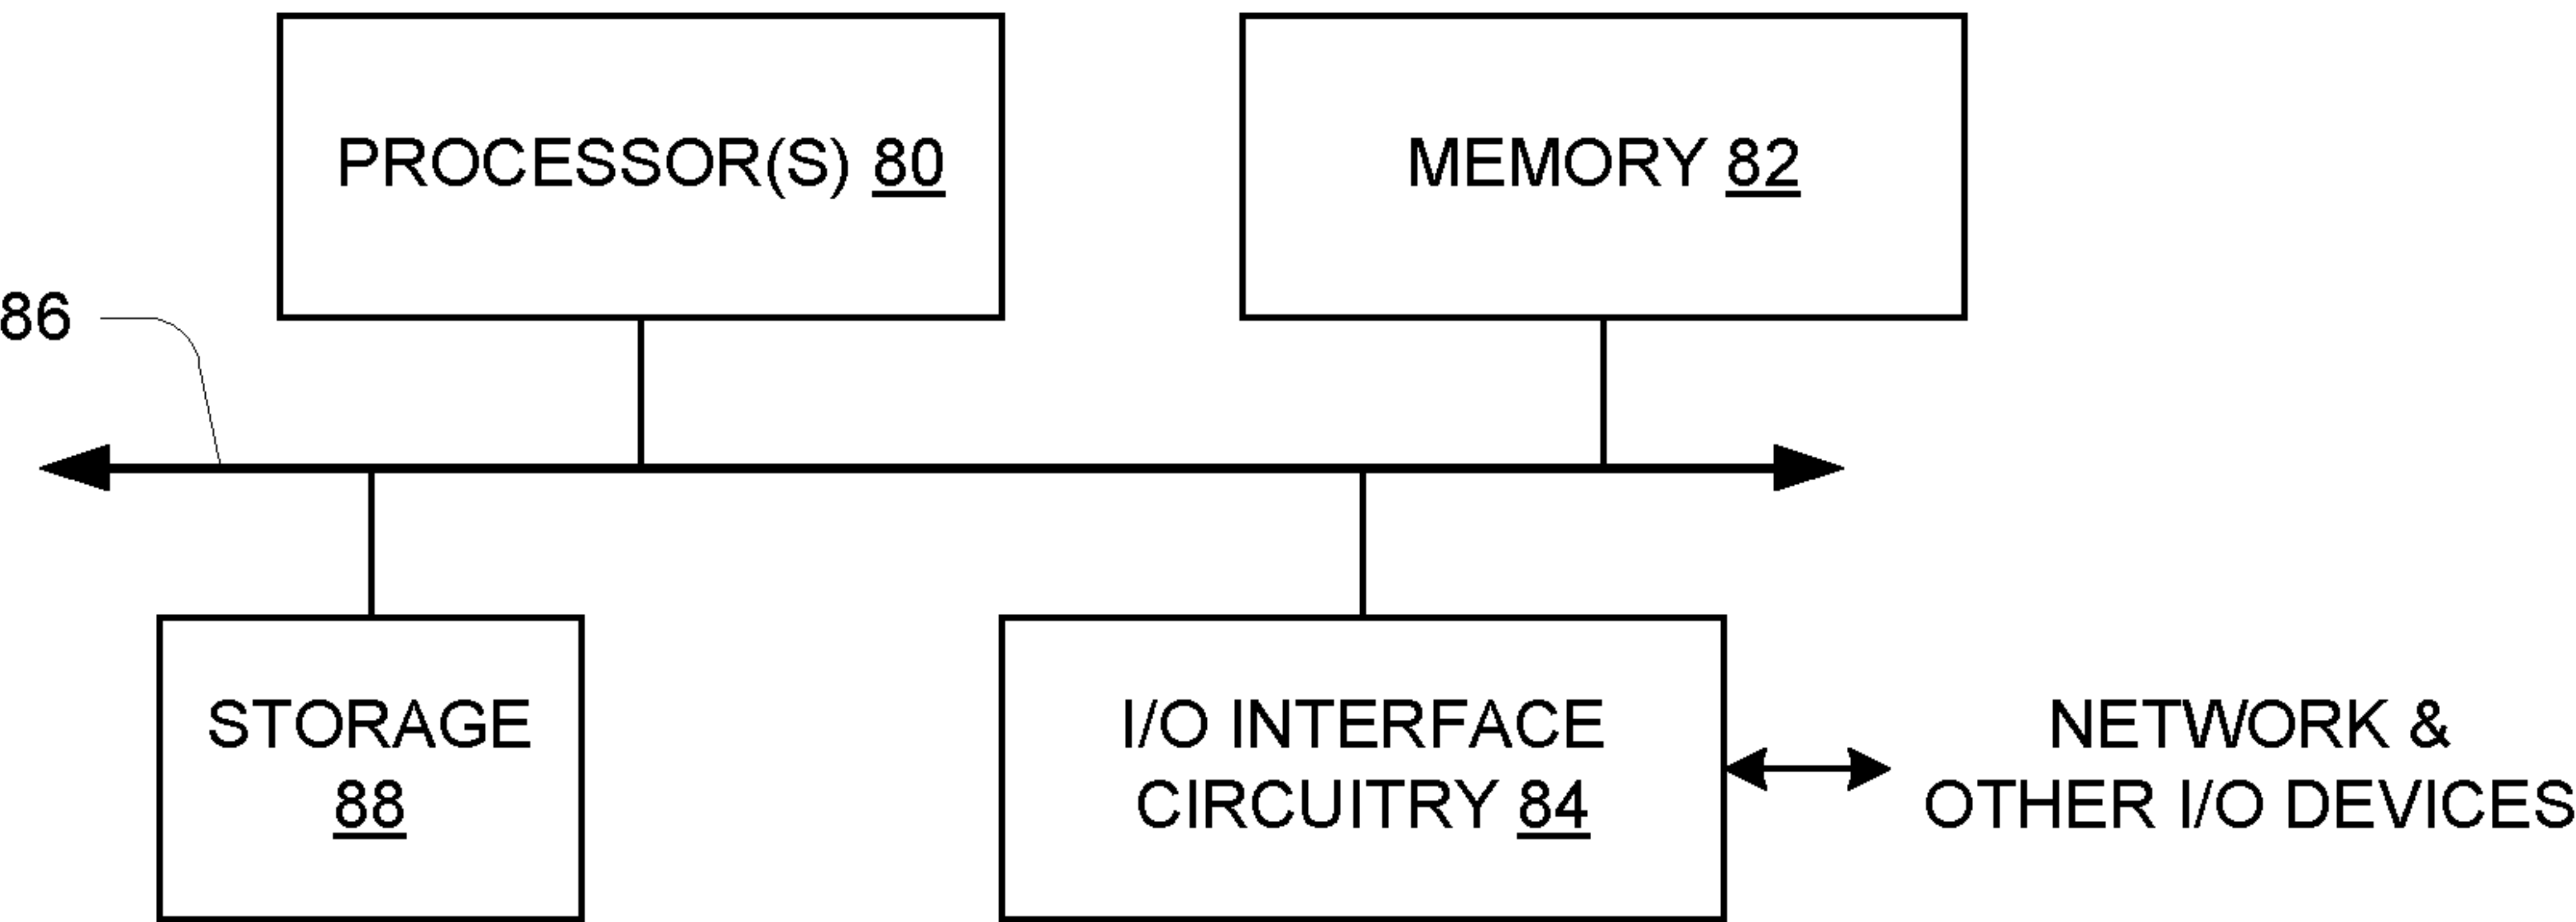 PROCESSOR(S) 80
MEMORY 82
86
STORAGE
88
I/O INTERFACE
CIRCUITRY 84
NETWORK &
OTHER I/O DEVICES